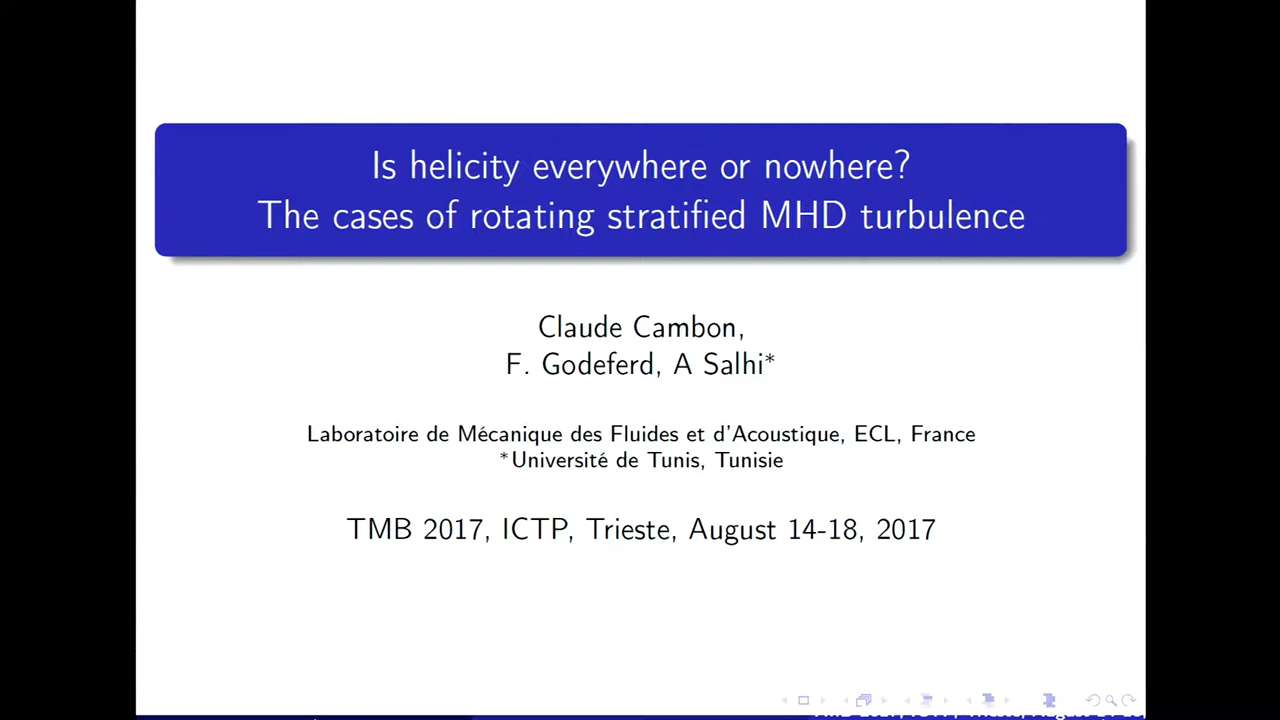 Is helicity everywhere or nowhere?
The cases of rotating stratified MHD turbulence
Claude Cambon,
F. Godeferd, A Salhi*
Laboratoire de Mécanique des Fluides et d'Acoustique, ECL, France
*Université de Tunis, Tunisie
TMB 2017, ICTP, Trieste, August 14-18, 2017